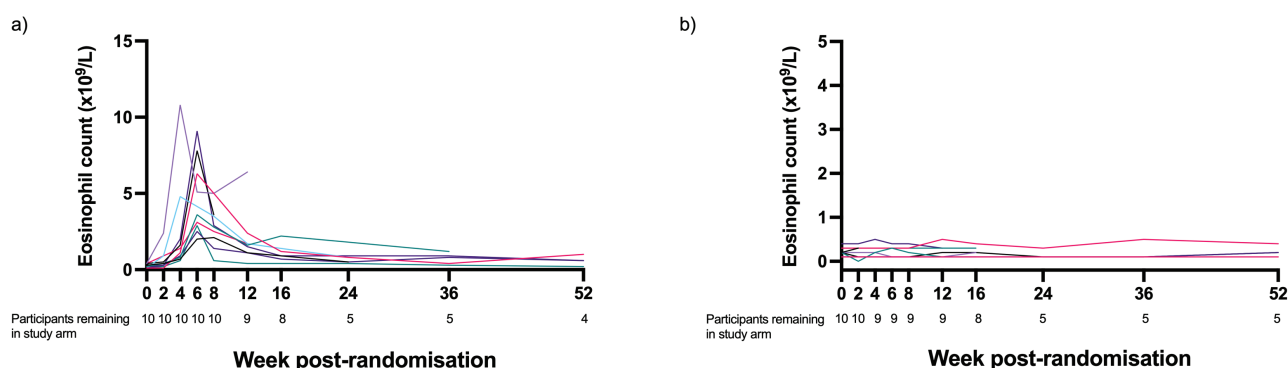 a)
Eosinophil count (x10⁹/L)
15
10
5
0
0 2 4 6 8 12 16 24 36 52
Participants remaining
in study arm
10 10 10 10 10 9 8 5 5 4
Week post-randomisation
b)
Eosinophil count (x10⁹/L)
5
4
3
2
1
0
0 2 4 6 8 12 16 24 36 52
Participants remaining
in study arm
10 10 9 9 9 9 8 5 5 5
Week post-randomisation